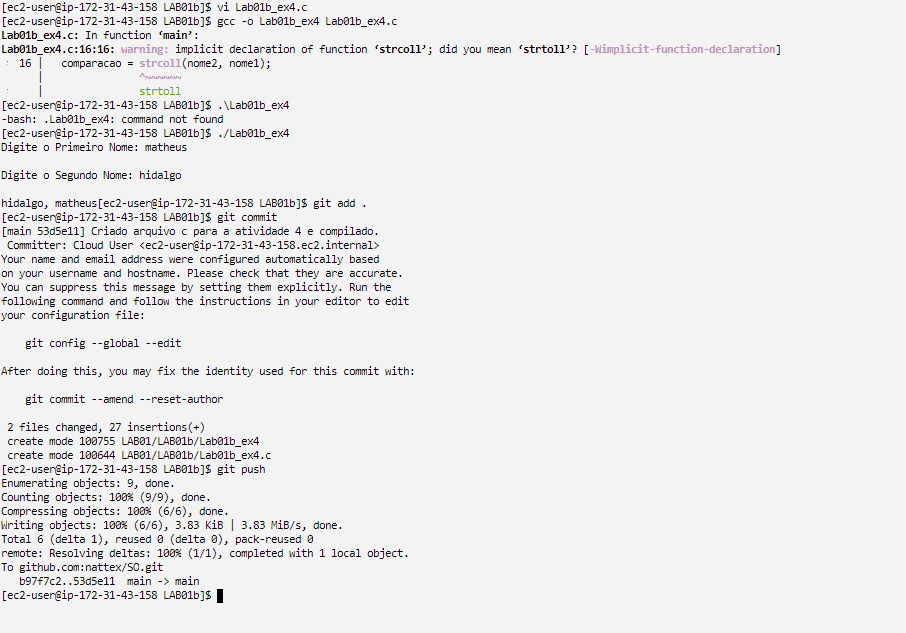 [ec2-user@ip-172-31-43-158 LAB01b]$ vi Lab01b_ex4.c
[ec2-user@ip-172-31-43-158 LAB01b]$ gcc -o Lab01b_ex4 Lab01b_ex4.c
Lab01b_ex4.c: In function ‘main’:
Lab01b_ex4.c:16:16: warning: implicit declaration of function ‘strcoll’; did you mean ‘strtoll’? [-Wimplicit-function-declaration]
16 |   comparacao = strcoll(nome2, nome1);
|                ^~~~~~~
|                strtoll
[ec2-user@ip-172-31-43-158 LAB01b]$ .\Lab01b_ex4
-bash: .Lab01b_ex4: command not found
[ec2-user@ip-172-31-43-158 LAB01b]$ ./Lab01b_ex4
Digite o Primeiro Nome: matheus
Digite o Segundo Nome: hidalgo
hidalgo, matheus[ec2-user@ip-172-31-43-158 LAB01b]$ git add .
[ec2-user@ip-172-31-43-158 LAB01b]$ git commit
[main 53d5e11] Criado arquivo c para a atividade 4 e compilado.
Committer: Cloud User <ec2-user@ip-172-31-43-158.ec2.internal>
Your name and email address were configured automatically based
on your username and hostname. Please check that they are accurate.
You can suppress this message by setting them explicitly. Run the
following command and follow the instructions in your editor to edit
your configuration file:
git config --global --edit
After doing this, you may fix the identity used for this commit with:
git commit --amend --reset-author
2 files changed, 27 insertions(+)
create mode 100755 LAB01/LAB01b/Lab01b_ex4
create mode 100644 LAB01/LAB01b/Lab01b_ex4.c
[ec2-user@ip-172-31-43-158 LAB01b]$ git push
Enumerating objects: 9, done.
Counting objects: 100% (9/9), done.
Compressing objects: 100% (6/6), done.
Writing objects: 100% (6/6), 3.83 KiB | 3.83 MiB/s, done.
Total 6 (delta 1), reused 0 (delta 0), pack-reused 0
remote: Resolving deltas: 100% (1/1), completed with 1 local object.
To github.com:nattex/SO.git
b97f7c2..53d5e11  main -> main
[ec2-user@ip-172-31-43-158 LAB01b]$